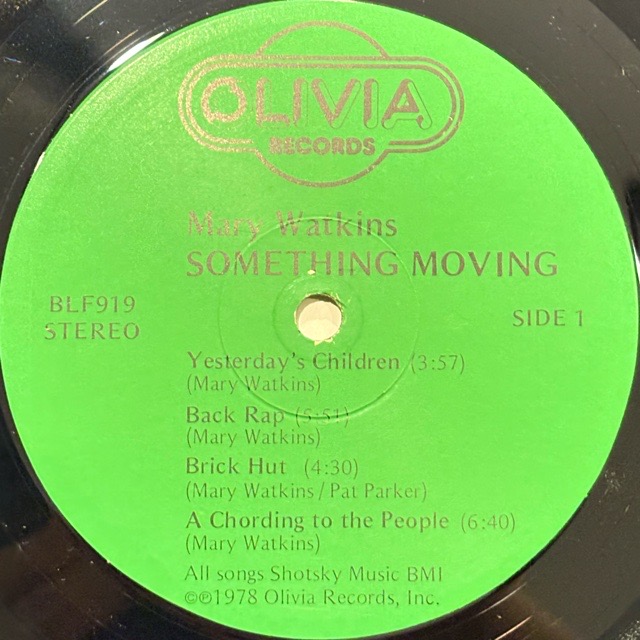 OLIVIA
RECORDS
Mary Watkins
SOMETHING MOVING
BLF919
STEREO
SIDE 1
Yesterday's Children (3:57)
(Mary Watkins)
Back Rap (5:51)
(Mary Watkins)
Brick Hut (4:30)
(Mary Watkins/Pat Parker)
A Chording to the People (6:40)
(Mary Watkins)
All songs Shotsky Music BMI
©℗1978 Olivia Records, Inc.